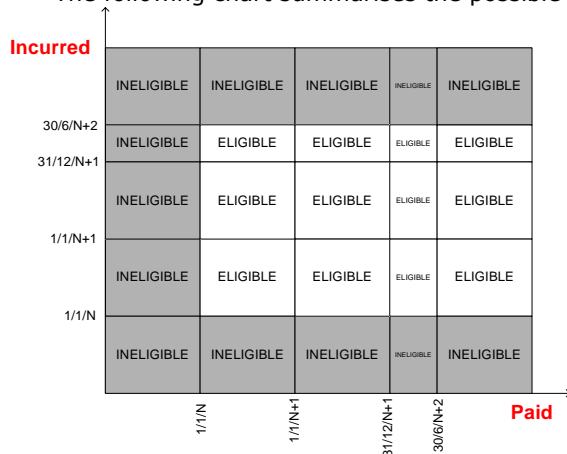 The following chart summarises the possible
Incurred
INELIGIBLE INELIGIBLE INELIGIBLE INELIGIBLE INELIGIBLE
30/6/N+2
INELIGIBLE ELIGIBLE ELIGIBLE ELIGIBLE ELIGIBLE
31/12/N+1
INELIGIBLE ELIGIBLE ELIGIBLE ELIGIBLE ELIGIBLE
1/1/N+1
INELIGIBLE ELIGIBLE ELIGIBLE ELIGIBLE ELIGIBLE
1/1/N
INELIGIBLE INELIGIBLE INELIGIBLE INELIGIBLE INELIGIBLE
1/1/N 1/1/N+1 31/12/N+1 30/6/N+2
Paid